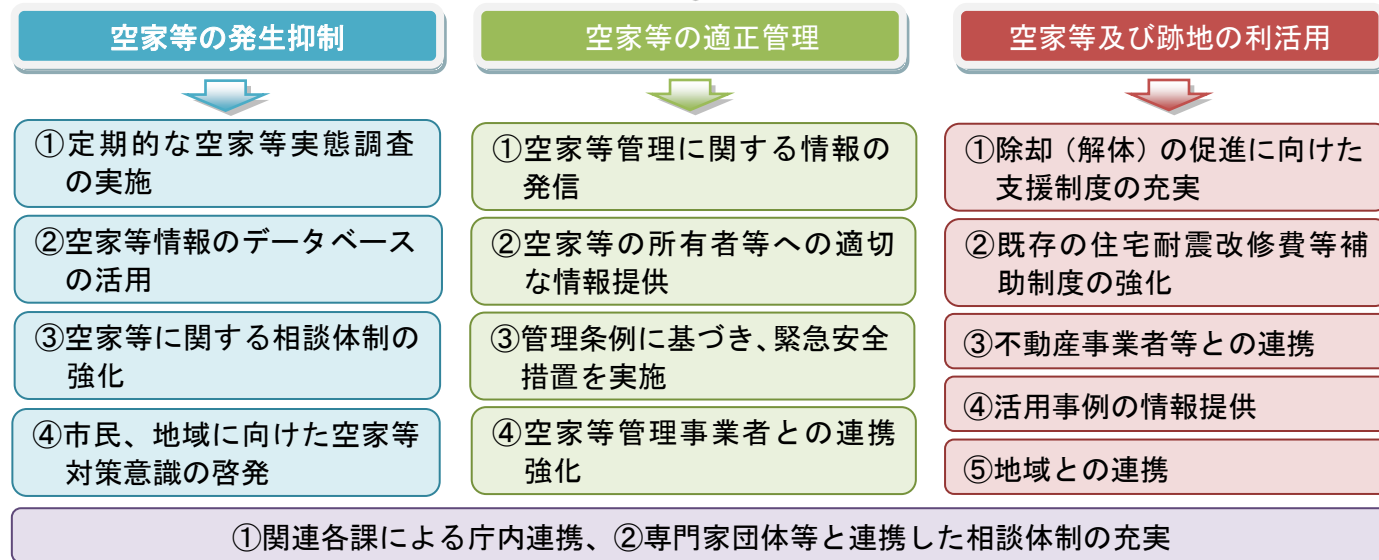 空家等の発生抑制
①定期的な空家等実態調査
の実施
②空家等情報のデータベース
の活用
③空家等に関する相談体制の
強化
④市民、地域に向けた空家等
対策意識の啓発
空家等の適正管理
①空家等管理に関する情報の
発信
②空家等の所有者等への適切
な情報提供
③管理条例に基づき、緊急安全
措置を実施
④空家等管理事業者との連携
強化
空家等及び跡地の利活用
①除却（解体）の促進に向けた
支援制度の充実
②既存の住宅耐震改修費等補
助制度の強化
③不動産事業者等との連携
④活用事例の情報提供
⑤地域との連携
①関連各課による庁内連携、②専門家団体等と連携した相談体制の充実